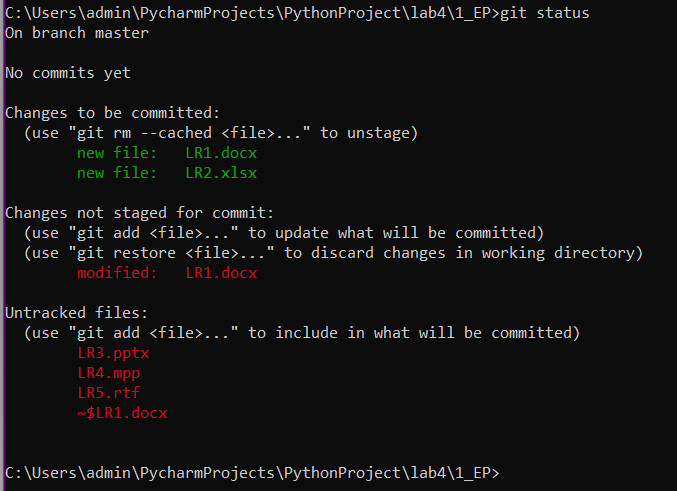 C:\Users\admin\PycharmProjects\PythonProject\lab4\1_EP>git status
On branch master
No commits yet
Changes to be committed:
  (use "git rm --cached <file>..." to unstage)
        new file:   LR1.docx
        new file:   LR2.xlsx
Changes not staged for commit:
  (use "git add <file>..." to update what will be committed)
  (use "git restore <file>..." to discard changes in working directory)
        modified:   LR1.docx
Untracked files:
  (use "git add <file>..." to include in what will be committed)
        LR3.pptx
        LR4.mpp
        LR5.rtf
        ~$LR1.docx
C:\Users\admin\PycharmProjects\PythonProject\lab4\1_EP>